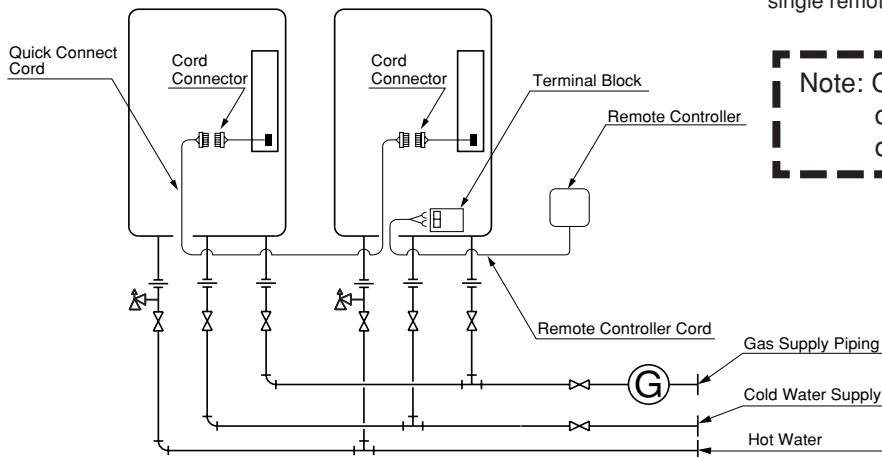 single remote
Quick Connect
Cord
Cord
Connector
Cord
Connector
Terminal Block
Remote Controller
Note:
Remote Controller Cord
Gas Supply Piping
G
Cold Water Supply
Hot Water